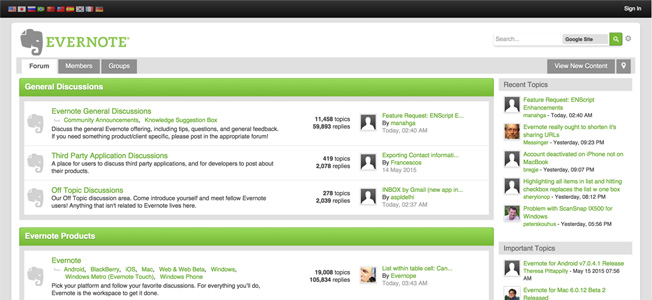 Sign In
EVERNOTE®
Search...
Google Site
Forum
Members
Groups
View New Content
General Discussions
Evernote General Discussions
Community Announcements, Knowledge Suggestion Box
Discuss the general Evernote offering, including tips, questions, and general feedback.
If you need something product/client specific, please post in the appropriate forum!
11,458 topics
59,893 replies
Feature Request: ENScript E...
By manahga
Today, 02:40 AM
Third Party Application Discussions
A place for users to discuss third party applications, and for developers to post about
their products.
419 topics
2,078 replies
Exporting Contact informati...
By Francescos
14 May 2015
Off Topic Discussions
Our Off Topic discussion area. Come introduce yourself and meet fellow Evernote
users! Anything that isn't related to Evernote lives here.
278 topics
2,039 replies
INBOX by Gmail (new app in...
By aspidelhi
Today, 02:37 AM
Evernote Products
Evernote
Android, BlackBerry, iOS, Mac, Web & Web Beta, Windows,
Windows Metro (Evernote Touch), Windows Phone
Pick your platform and follow your favorite discussions. For everything you'll do,
Evernote is the workspace to get it done.
19,008 topics
105,834 replies
List within table cell: Can...
By Evernope
Today, 03:43 AM
Recent Topics
Feature Request: ENScript
Enhancements
manahga - Today, 02:40 AM
Evernote really ought to shorten it's
sharing URLs
Messinger - Yesterday, 09:23 PM
Account deactivated on iPhone not on
MacBook
bregje - Yesterday, 09:07 PM
Highlighting all items in list and hitting
checkbox replaces the list w one box
sherylonop - Yesterday, 08:12 PM
Problem with ScanSnap IX500 for
Windows
peterskouhus - Yesterday, 05:56 PM
Important Topics
Evernote for Android v7.0.4.1 Release
Theresa Pittappilly - May 15 2015 07:56
Evernote for Mac 6.0.12 Beta 2
Released